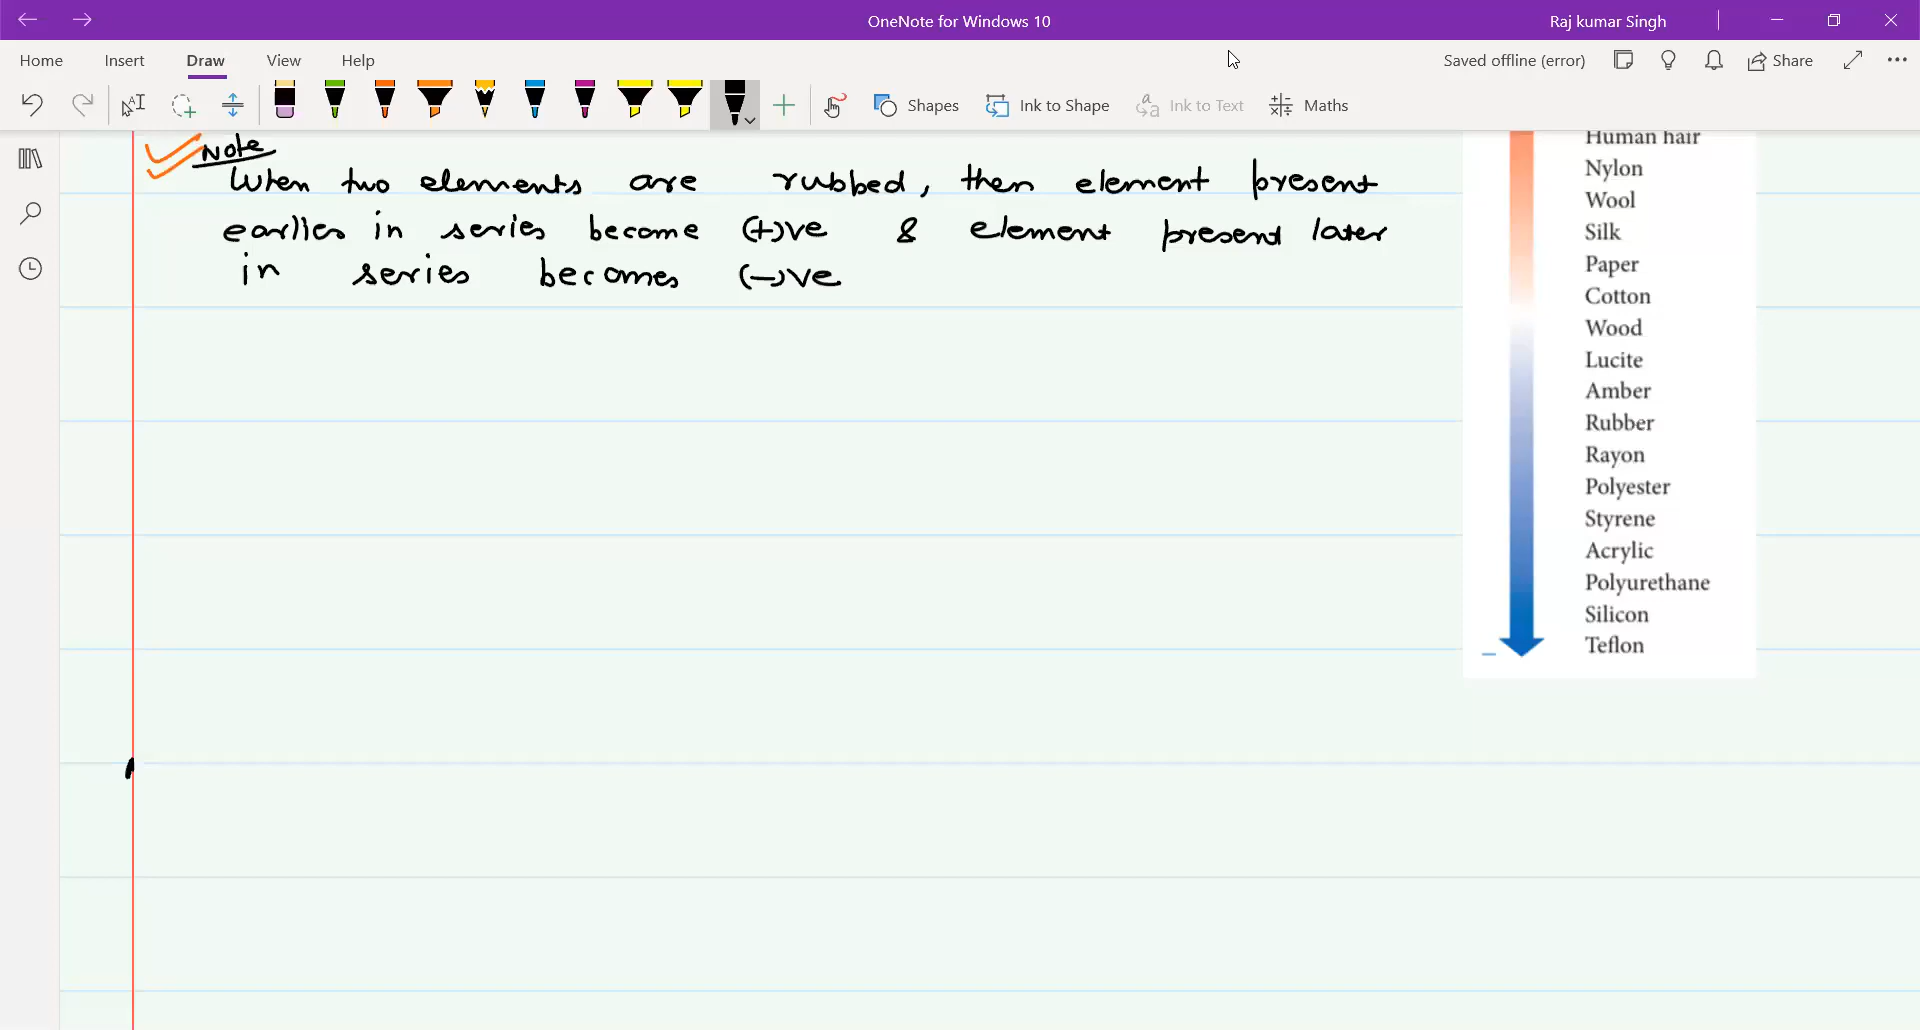 OneNote for Windows 10
Raj kumar Singh
Home Insert Draw View Help
Saved offline (error)
Share
Shapes
Ink to Shape
Ink to Text
Maths
Note
When two elements are rubbed, then element present
earlier in series become (+)ve & element present later
in series becomes (-)ve
Human hair
Nylon
Wool
Silk
Paper
Cotton
Wood
Lucite
Amber
Rubber
Rayon
Polyester
Styrene
Acrylic
Polyurethane
Silicon
Teflon